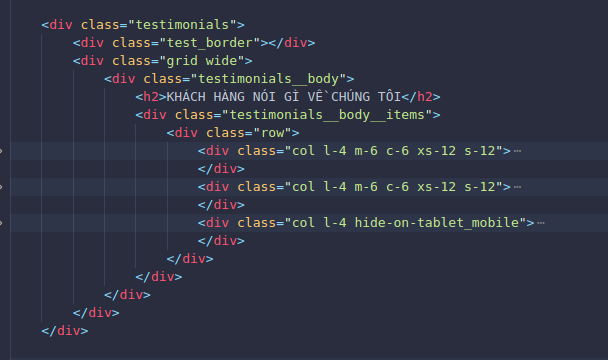 <div class="testimonials">
<div class="test_border"></div>
<div class="grid wide">
<div class="testimonials__body">
<h2>KHÁCH HÀNG NÓI GÌ VỀ CHÚNG TÔI</h2>
<div class="testimonials__body__items">
<div class="row">
<div class="col l-4 m-6 c-6 xs-12 s-12">⋯
</div>
<div class="col l-4 m-6 c-6 xs-12 s-12">⋯
</div>
<div class="col l-4 hide-on-tablet_mobile">⋯
</div>
</div>
</div>
</div>
</div>
</div>